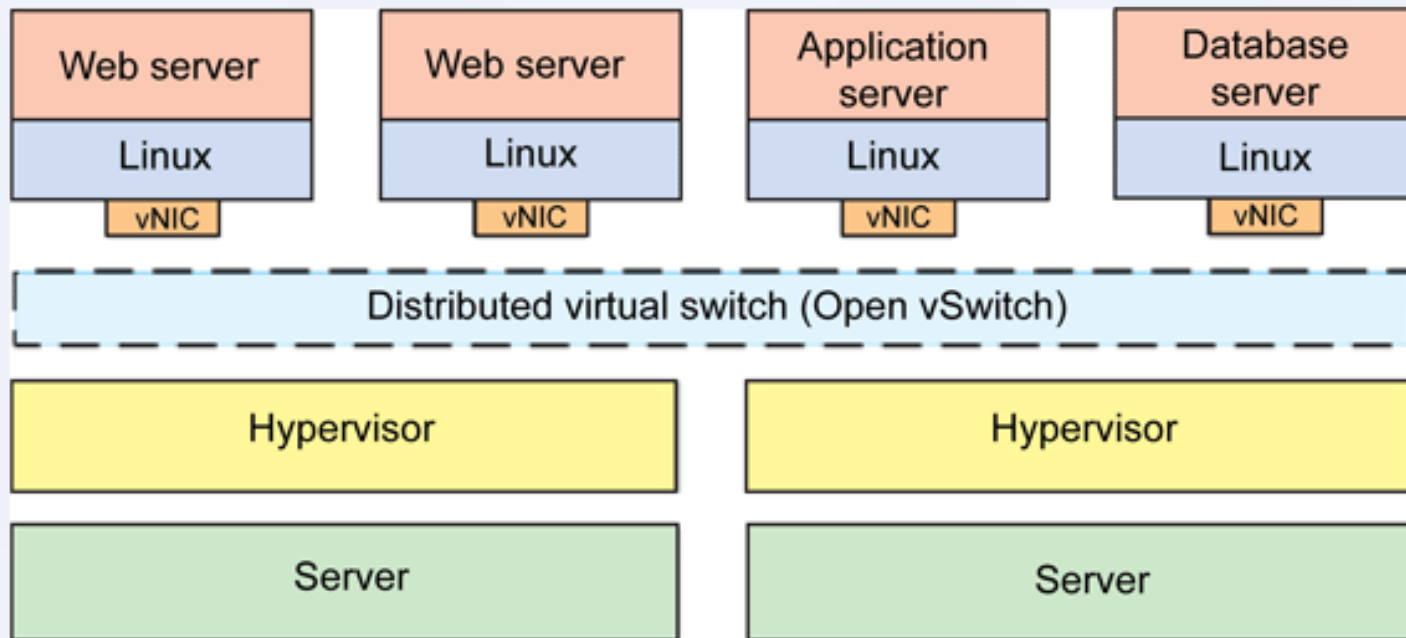 Web server
Web server
Application
server
Database
server
Linux
Linux
Linux
Linux
vNIC
vNIC
vNIC
vNIC
Distributed virtual switch (Open vSwitch)
Hypervisor
Hypervisor
Server
Server